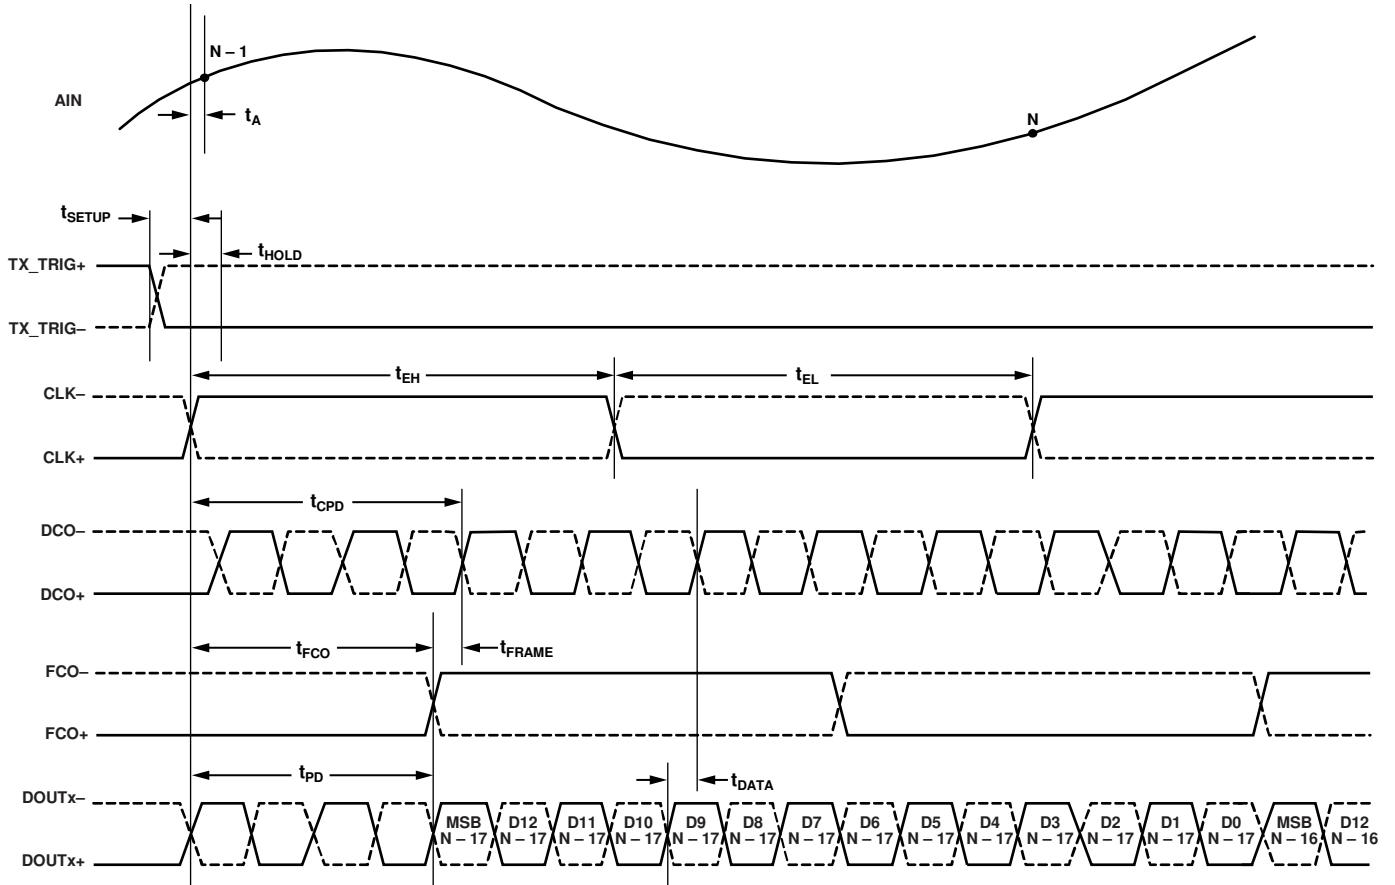 N – 1
AIN
tA
N
tSETUP
tHOLD
TX_TRIG+
TX_TRIG–
tEH
tEL
CLK–
CLK+
tCPD
DCO–
DCO+
tFCO
tFRAME
FCO–
FCO+
tPD
tDATA
DOUTx–
MSB D12 D11 D10 D9 D8 D7 D6 D5 D4 D3 D2 D1 D0 MSB D12
N – 17 N – 17 N – 17 N – 17 N – 17 N – 17 N – 17 N – 17 N – 17 N – 17 N – 17 N – 17 N – 17 N – 17 N – 16 N – 16
DOUTx+